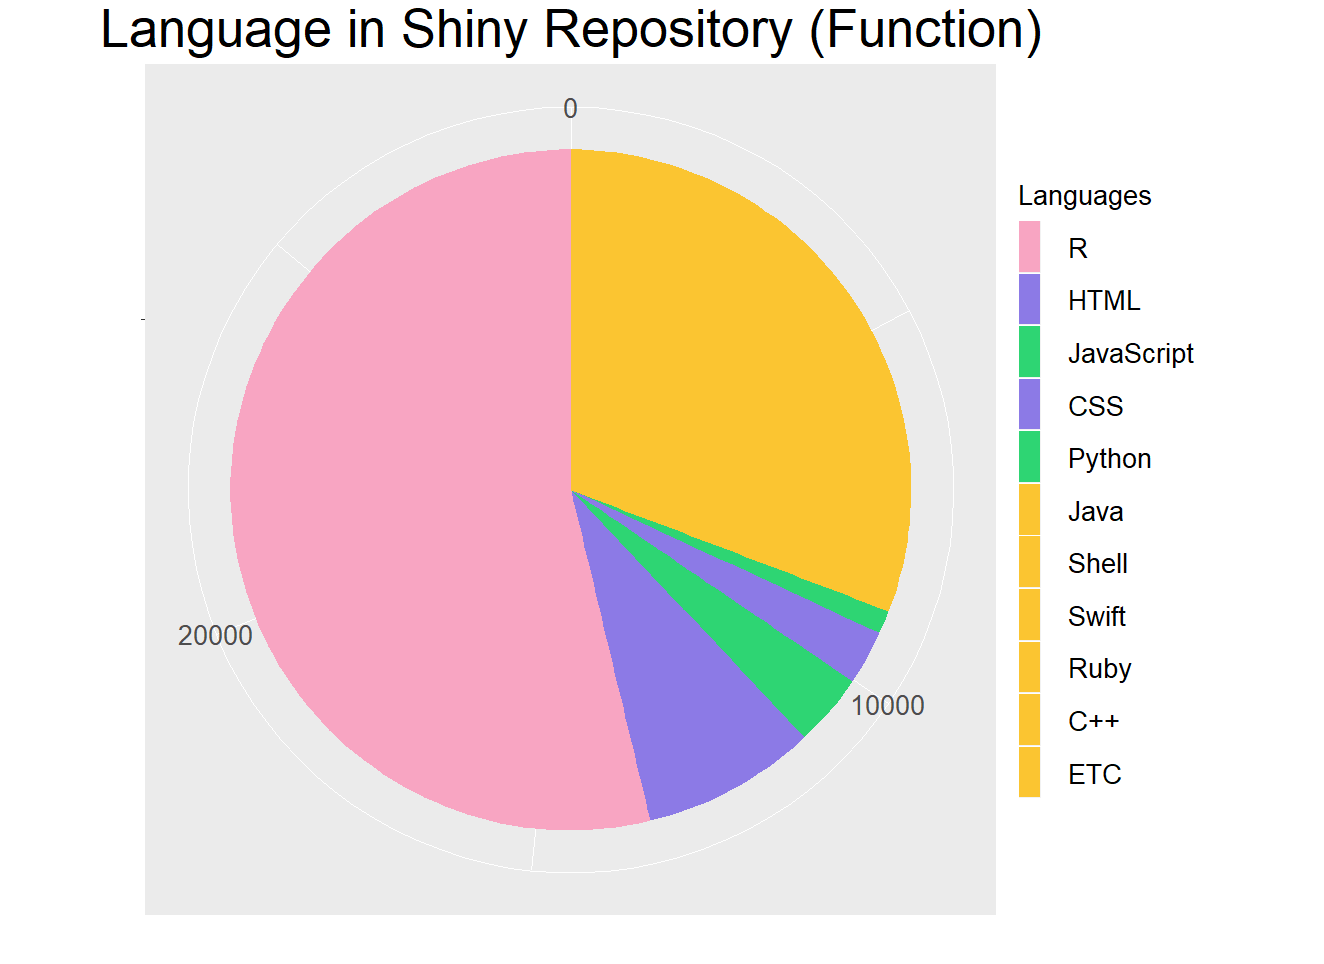 Language in Shiny Repository (Function)
0
10000
20000
Languages
R
HTML
JavaScript
CSS
Python
Java
Shell
Swift
Ruby
C++
ETC